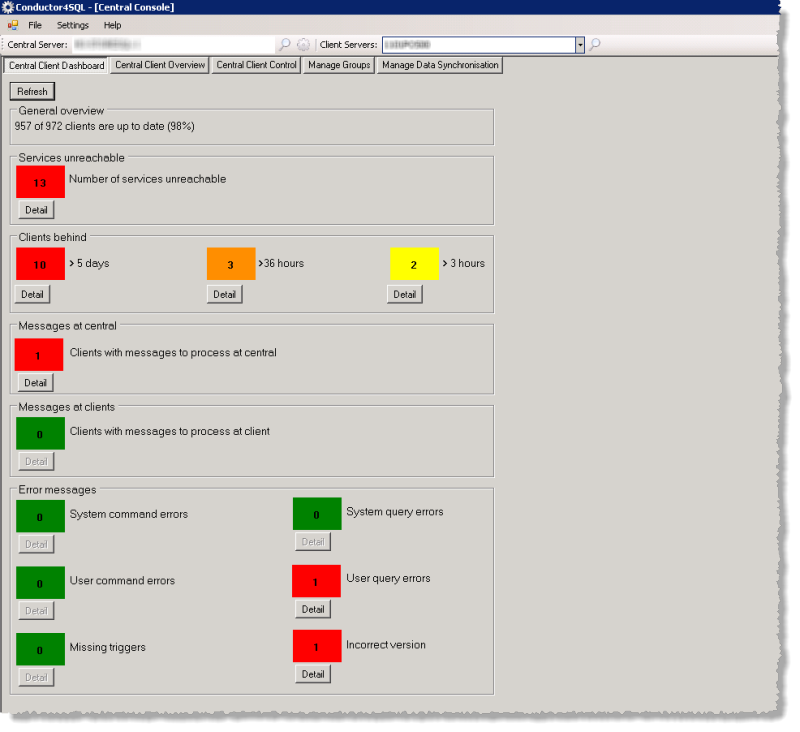 Conductor4SQL - [Central Console]
File Settings Help
Central Server: Client Servers:
Central Client Dashboard Central Client Overview Central Client Control Manage Groups Manage Data Synchronisation
Refresh
General overview
957 of 972 clients are up to date (98%)
Services unreachable
13 Number of services unreachable
Detail
Clients behind
10 > 5 days 3 >36 hours 2 > 3 hours
Detail Detail Detail
Messages at central
1 Clients with messages to process at central
Detail
Messages at clients
0 Clients with messages to process at client
Detail
Error messages
0 System command errors 0 System query errors
Detail Detail
0 User command errors 1 User query errors
Detail Detail
0 Missing triggers 1 Incorrect version
Detail Detail